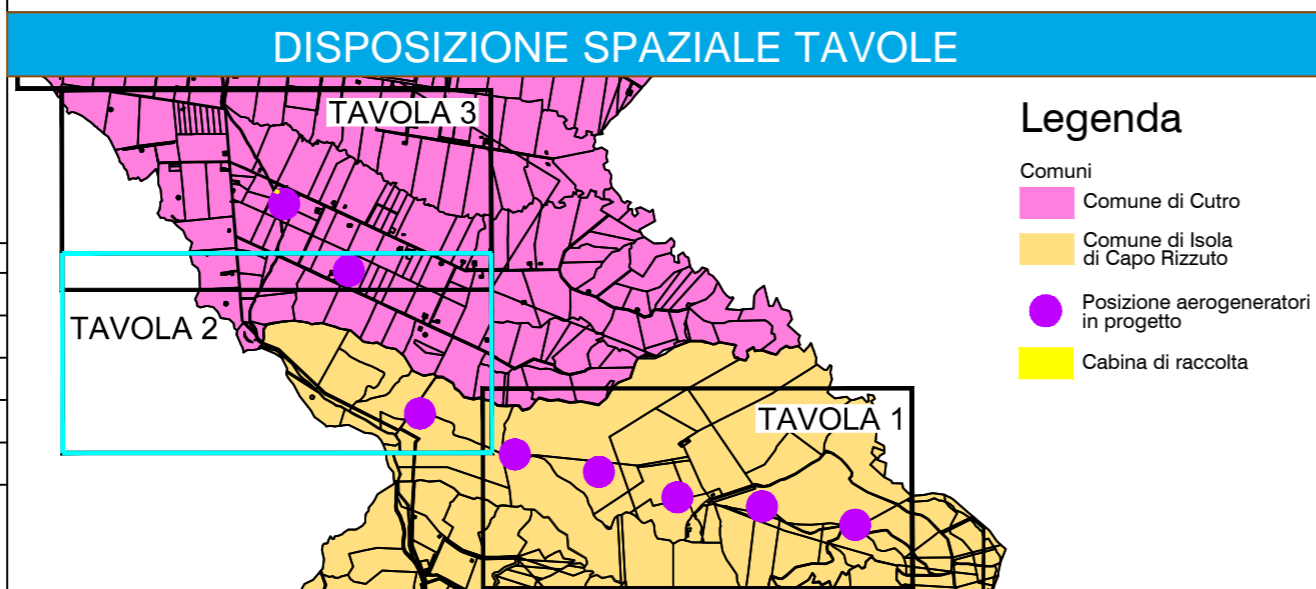 DISPOSIZIONE SPAZIALE TAVOLE
TAVOLA 3
TAVOLA 2
TAVOLA 1
Legenda
Comuni
Comune di Cutro
Comune di Isola
di Capo Rizzuto
Posizione aerogeneratori
in progetto
Cabina di raccolta